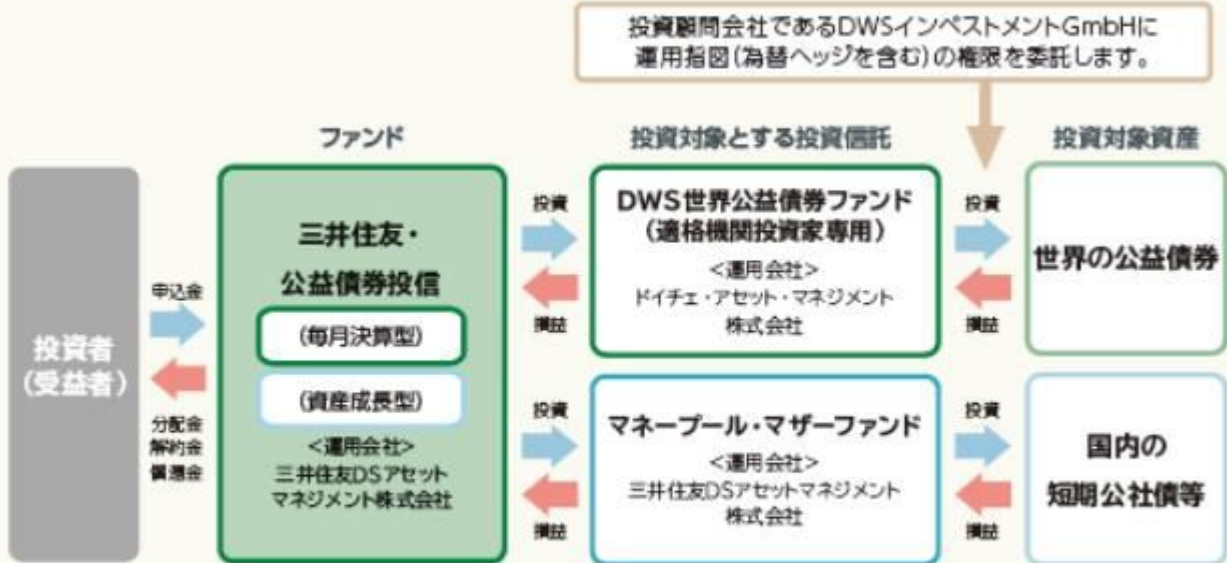 投資顧問会社であるDWSインベストメントGmbHに
運用指図(為替ヘッジを含む)の権限を委託します。
ファンド
投資対象とする投資信託
投資対象資産
投資者
(受益者)
申込金
分配金
解約金
償還金
三井住友・
公益債券投信
(毎月決算型)
(資産成長型)
<運用会社>
三井住友DSアセット
マネジメント株式会社
投資
損益
DWS世界公益債券ファンド
(適格機関投資家専用)
<運用会社>
ドイチェ・アセット・マネジメント
株式会社
投資
損益
世界の公益債券
投資
損益
マネープール・マザーファンド
<運用会社>
三井住友DSアセットマネジメント
株式会社
投資
損益
国内の
短期公社債等